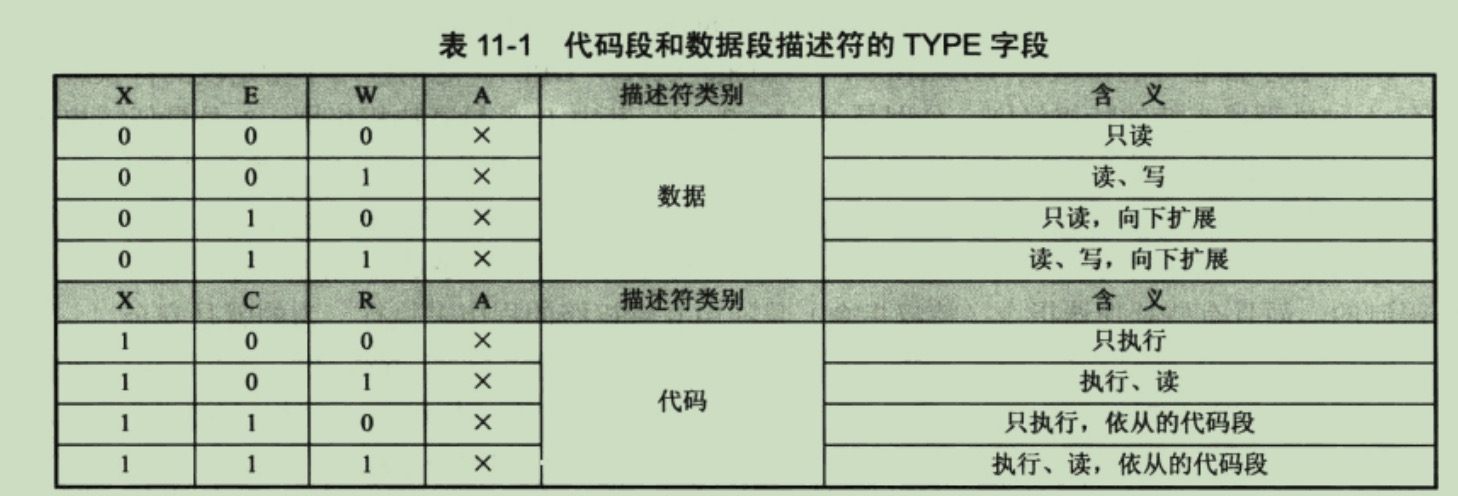 表 11-1 代码段和数据段描述符的 TYPE 字段
X E W A 描述符类别 含 义
0 0 0 × 数据 只读
0 0 1 × 读、写
0 1 0 × 只读，向下扩展
0 1 1 × 读、写，向下扩展
X C R A 描述符类别 含 义
1 0 0 × 代码 只执行
1 0 1 × 执行、读
1 1 0 × 只执行，依从的代码段
1 1 1 × 执行、读，依从的代码段